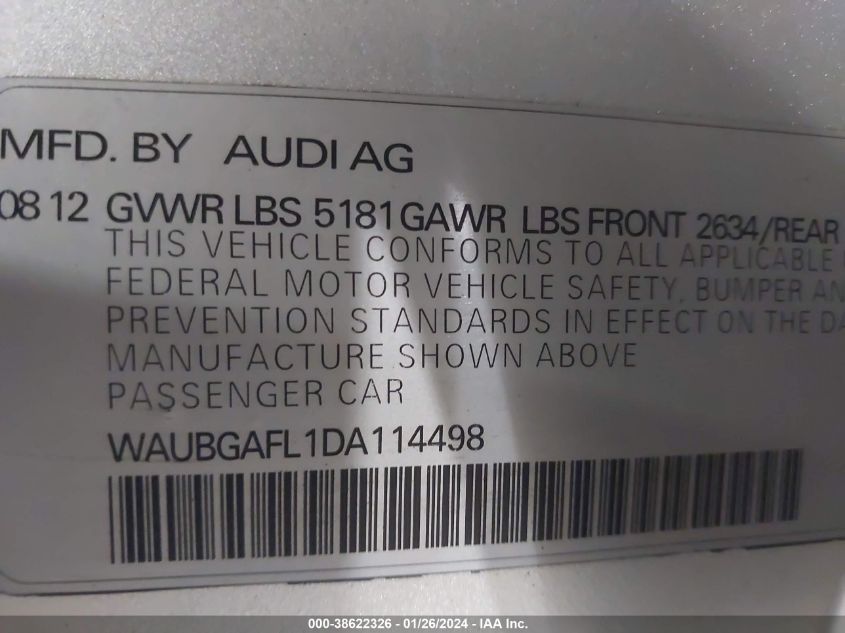 MFD. BY AUDI AG
08 12 GVWR LBS 5181 GAWR LBS FRONT 2634/REAR
THIS VEHICLE CONFORMS TO ALL APPLICABLE
FEDERAL MOTOR VEHICLE SAFETY, BUMPER AN
PREVENTION STANDARDS IN EFFECT ON THE DA
MANUFACTURE SHOWN ABOVE
PASSENGER CAR
WAUBGAFL1DA114498
000-38622326 - 01/26/2024 - IAA Inc.